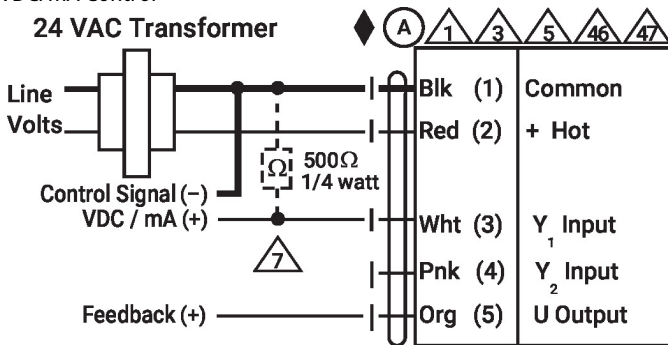 24 VAC Transformer
A 1 3 5 46 47
Line
Volts
Blk (1) Common
Red (2) + Hot
Ω 500Ω
1/4 watt
Control Signal (−)
VDC / mA (+)
Wht (3) Y1 Input
7
Pnk (4) Y2 Input
Feedback (+)
Org (5) U Output